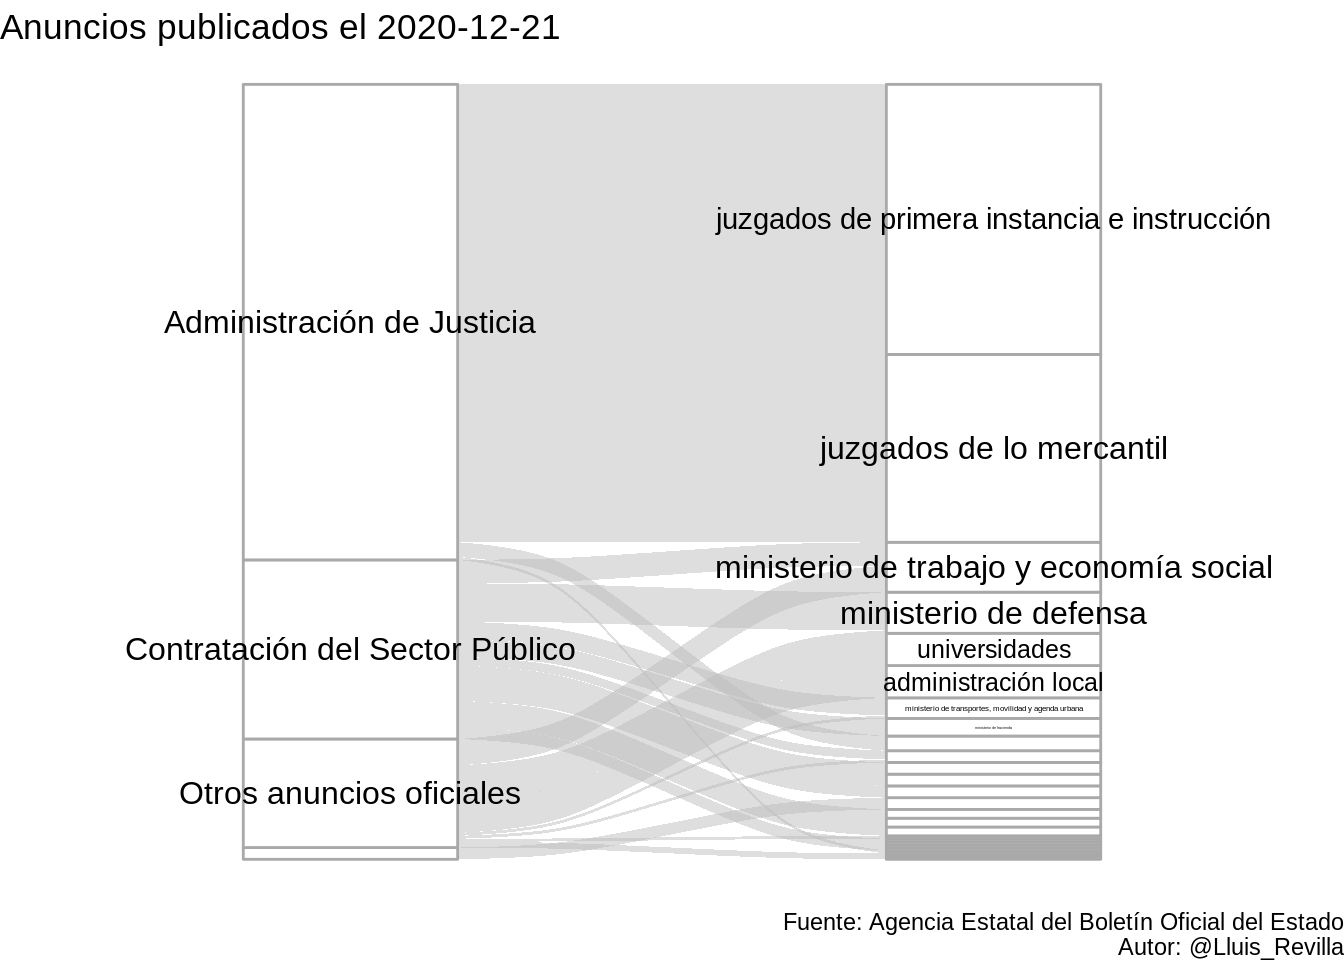 Anuncios publicados el 2020-12-21
juzgados de primera instancia e instrucción
Administración de Justicia
juzgados de lo mercantil
ministerio de trabajo y economía social
ministerio de defensa
Contratación del Sector Público
universidades
administración local
ministerio de transportes, movilidad y agenda urbana
ministerio de hacienda
Otros anuncios oficiales
Fuente: Agencia Estatal del Boletín Oficial del Estado
Autor: @Lluis_Revilla